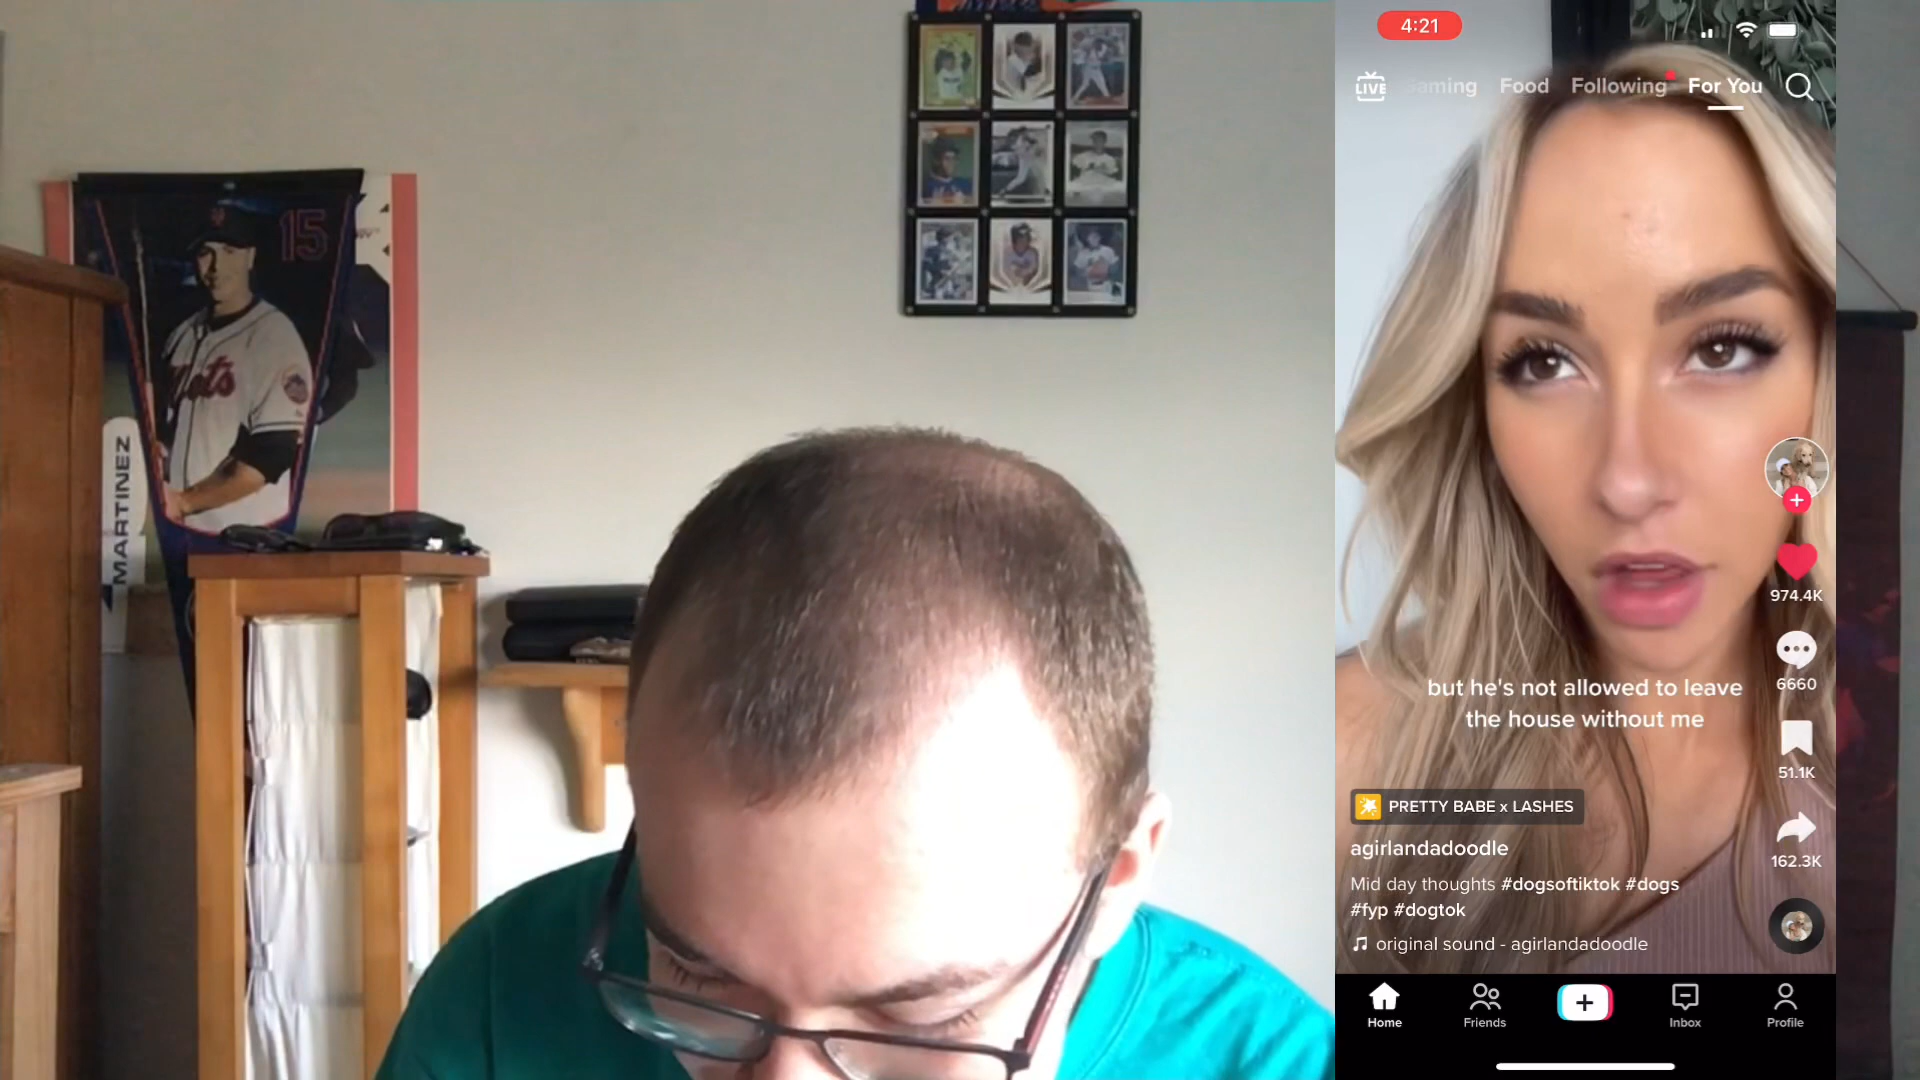 15
MARTINEZ
Mets
4:21
LIVE
aming
Food
Following
For You
974.4K
6660
but he's not allowed to leave
the house without me
51.1K
PRETTY BABE x LASHES
agirlandadoodle
162.3K
Mid day thoughts #dogsoftiktok #dogs
#fyp #dogtok
original sound - agirlandadoodle
Home
Friends
Inbox
Profile